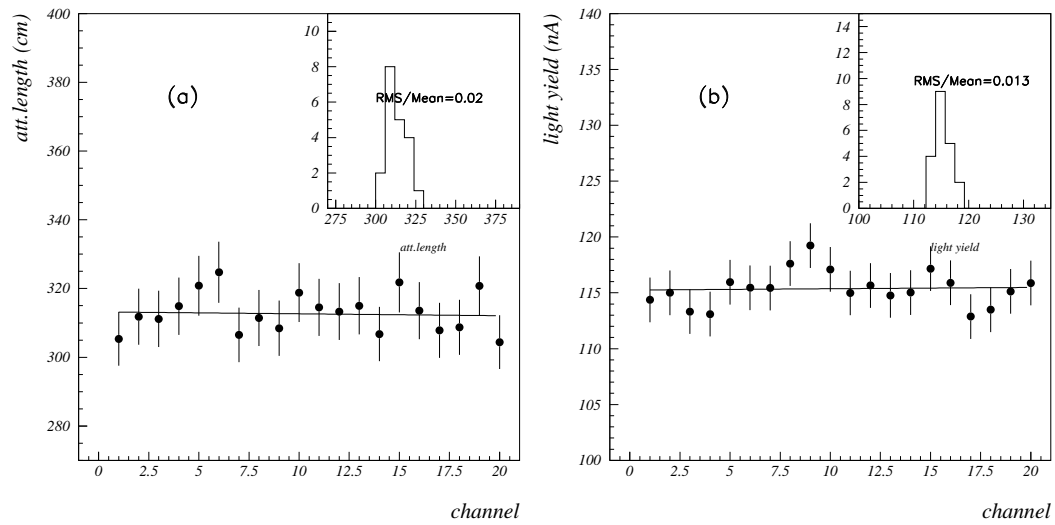 att.length (cm)
400
380
360
340
320
300
280
(a)
10
8
6
4
2
0
RMS/Mean=0.02
275 300 325 350 375
att.length
0 2.5 5 7.5 10 12.5 15 17.5 20
channel
light yield (nA)
140
135
130
125
120
115
110
105
100
(b)
14
12
10
8
6
4
2
0
RMS/Mean=0.013
100 110 120 130
light yield
0 2.5 5 7.5 10 12.5 15 17.5 20
channel